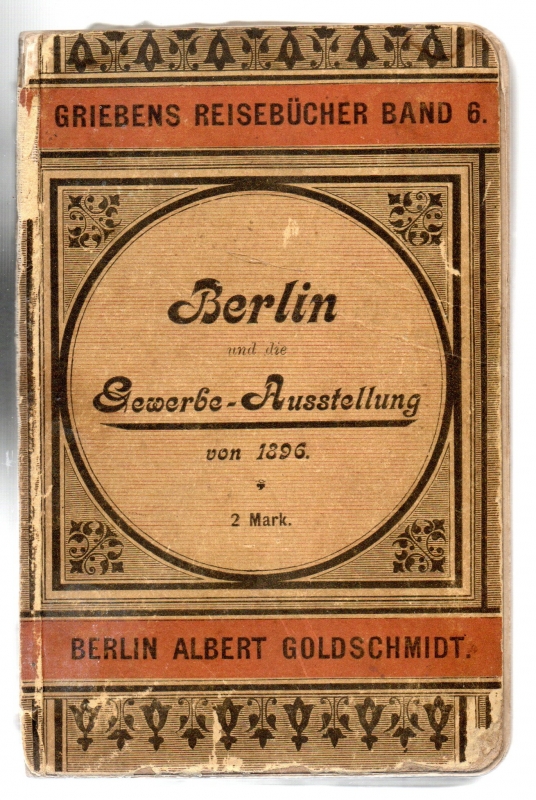 GRIEBENS REISEBÜCHER BAND 6.
Berlin
und die
Gewerbe-Ausstellung
von 1896.
2 Mark.
BERLIN ALBERT GOLDSCHMIDT.